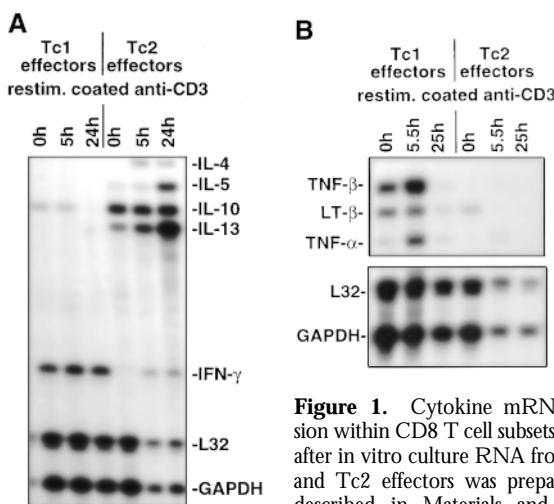 A
Tc1 Tc2
effectors effectors
restim. coated anti-CD3
0h 5h 24h 0h 5h 24h
-IL-4
-IL-5
-IL-10
-IL-13
-IFN-γ
-L32
-GAPDH
B
Tc1 Tc2
effectors effectors
restim. coated anti-CD3
0h 5.5h 25h 0h 5.5h 25h
TNF-β-
LT-β-
TNF-α-
L32-
GAPDH-
Figure 1. Cytokine mRN
sion within CD8 T cell subsets
after in vitro culture RNA fro
and Tc2 effectors was prepa
described in Materials and